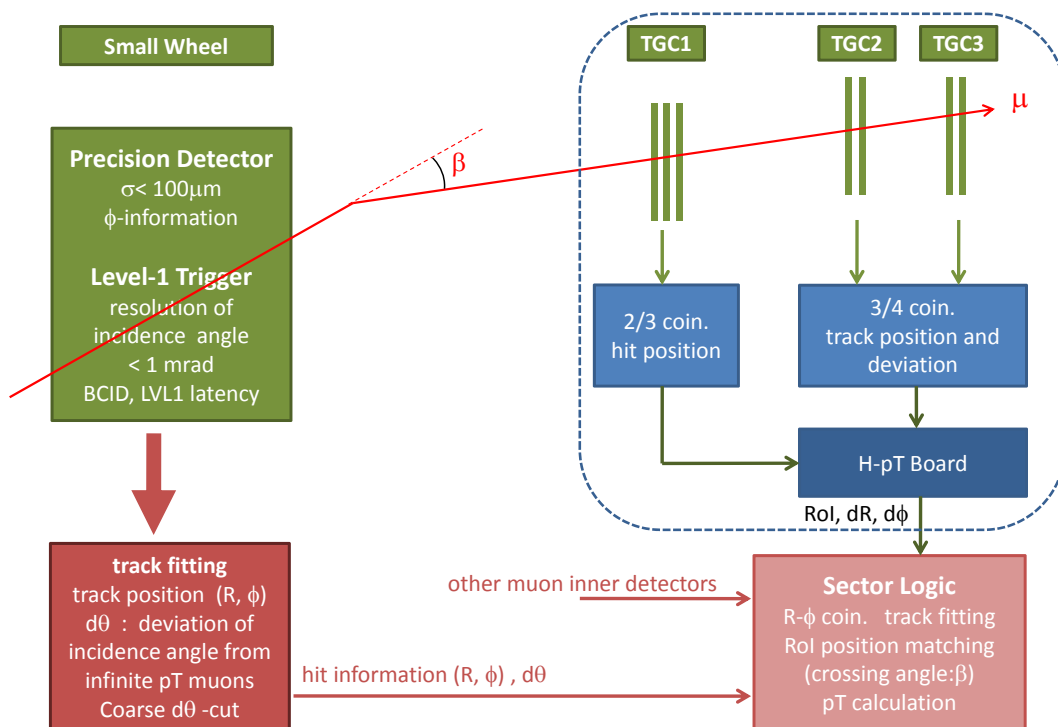 Small Wheel
TGC1
TGC2
TGC3
μ
β
Precision Detector
σ< 100μm
ϕ-information
Level-1 Trigger
resolution of
incidence angle
< 1 mrad
BCID, LVL1 latency
2/3 coin.
hit position
3/4 coin.
track position and
deviation
H-pT Board
RoI, dR, dϕ
track fitting
track position (R, ϕ)
dθ : deviation of
incidence angle from
infinite pT muons
Coarse dθ -cut
other muon inner detectors
hit information (R, ϕ) , dθ
Sector Logic
R-ϕ coin. track fitting
RoI position matching
(crossing angle:β)
pT calculation